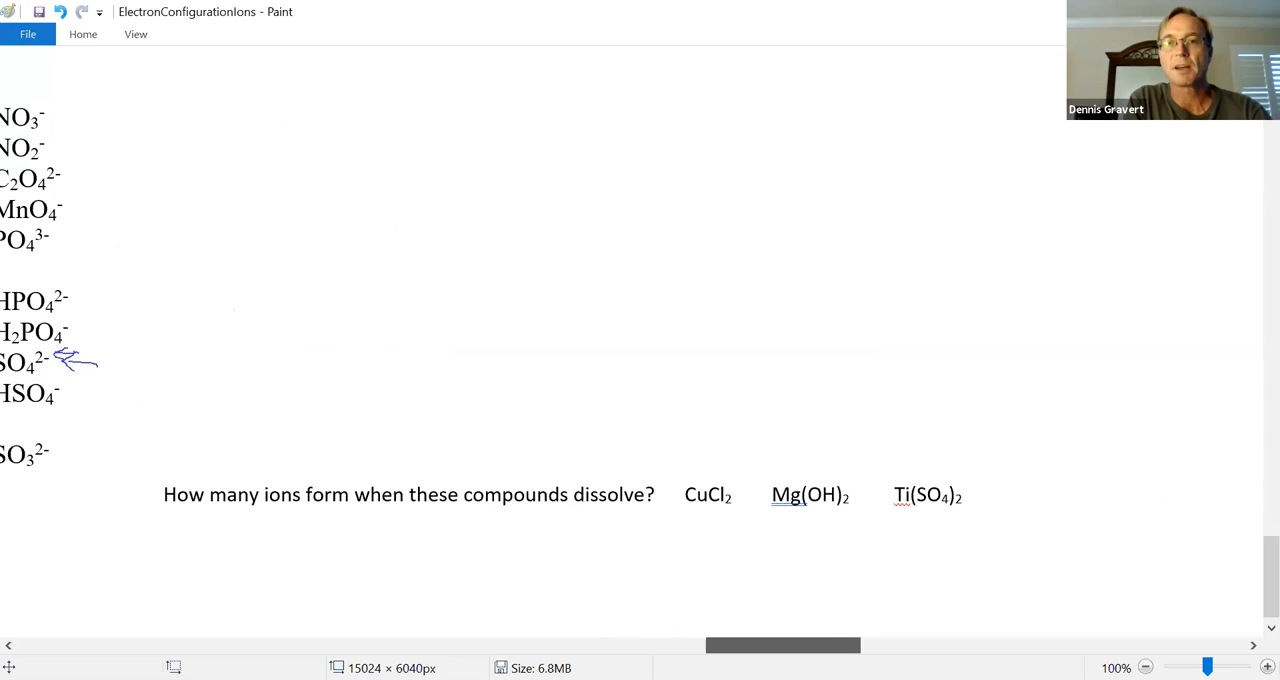 ElectronConfigurationIons - Paint
File Home View
Dennis Gravert
NO₃⁻
NO₂⁻
C₂O₄²⁻
MnO₄⁻
PO₄³⁻
HPO₄²⁻
H₂PO₄⁻
SO₄²⁻
HSO₄⁻
SO₃²⁻
How many ions form when these compounds dissolve? CuCl₂ Mg(OH)₂ Ti(SO₄)₂
15024 × 6040px Size: 6.8MB 100%